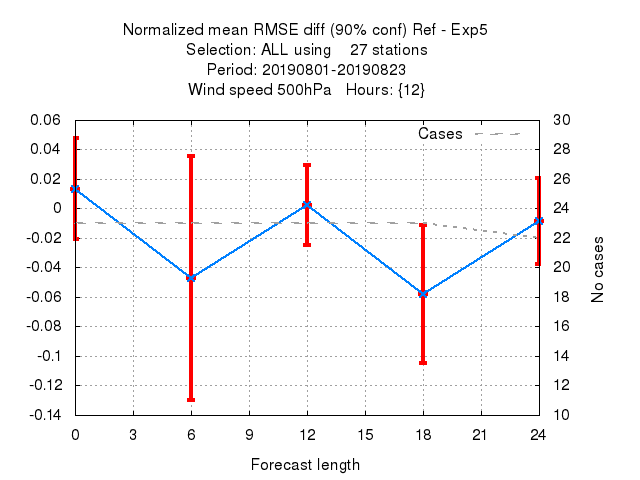 Normalized mean RMSE diff (90% conf) Ref - Exp5
Selection: ALL using    27 stations
Period: 20190801-20190823
Wind speed 500hPa   Hours: {12}
Cases
0.06
0.04
0.02
0
-0.02
-0.04
-0.06
-0.08
-0.1
-0.12
-0.14
30
28
26
24
22
20
18
16
14
12
10
No cases
0 3 6 9 12 15 18 21 24
Forecast length